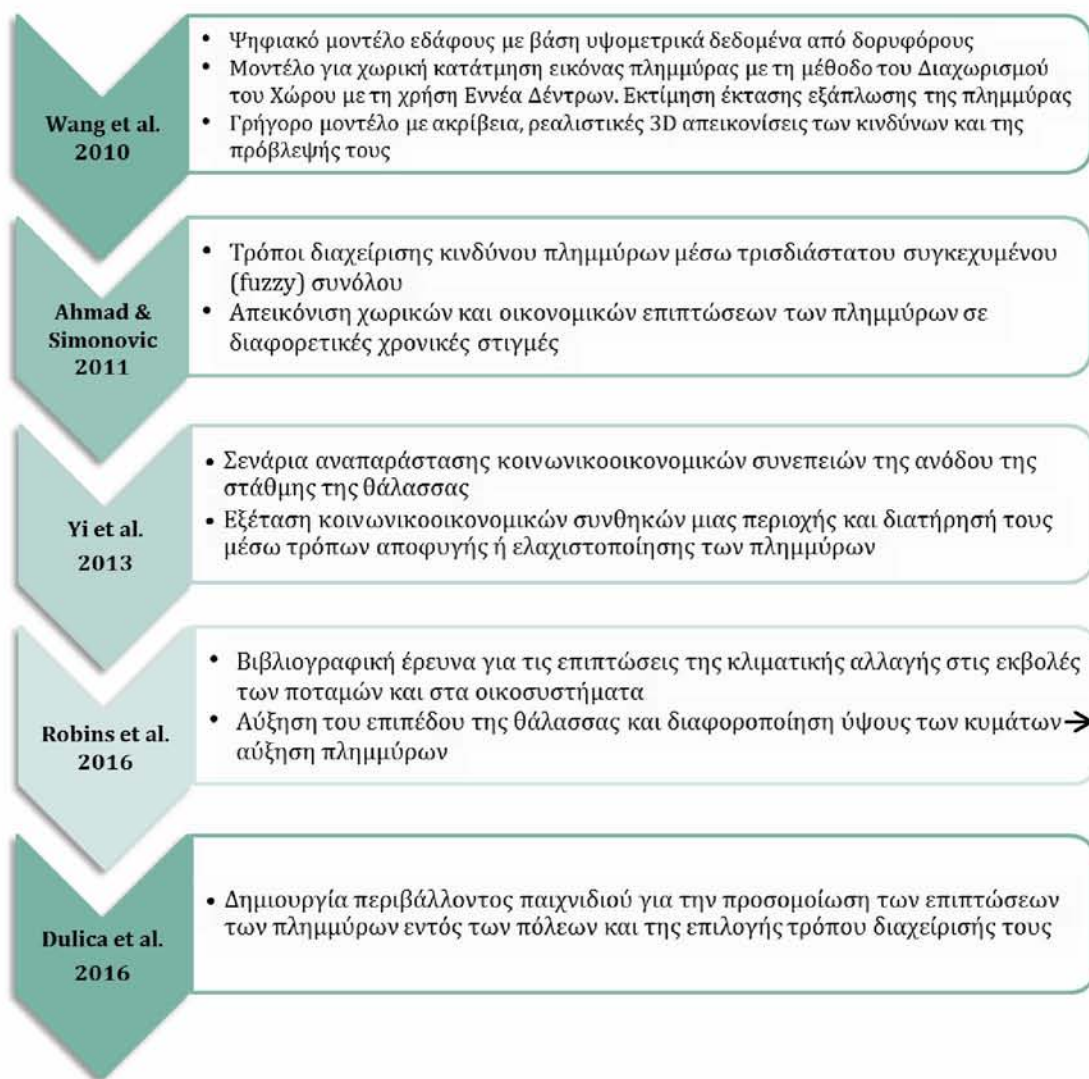 Wang et al.
2010
• Ψηφιακό μοντέλο εδάφους με βάση υψομετρικά δεδομένα από δορυφόρους
• Μοντέλο για χωρική κατάτμηση εικόνας πλημμύρας με τη μέθοδο του Διαχωρισμού
του Χώρου με τη χρήση Εννέα Δέντρων. Εκτίμηση έκτασης εξάπλωσης της πλημμύρας
• Γρήγορο μοντέλο με ακρίβεια, ρεαλιστικές 3D απεικονίσεις των κινδύνων και της
πρόβλεψής τους
Ahmad &
Simonovic
2011
• Τρόποι διαχείρισης κινδύνου πλημμύρων μέσω τρισδιάστατου συγκεχυμένου
(fuzzy) συνόλου
• Απεικόνιση χωρικών και οικονομικών επιπτώσεων των πλημμύρων σε
διαφορετικές χρονικές στιγμές
Yi et al.
2013
• Σενάρια αναπαράστασης κοινωνικοοικονομικών συνεπειών της ανόδου της
στάθμης της θάλασσας
• Εξέταση κοινωνικοοικονομικών συνθηκών μιας περιοχής και διατήρησή τους
μέσω τρόπων αποφυγής ή ελαχιστοποίησης των πλημμύρων
Robins et al.
2016
• Βιβλιογραφική έρευνα για τις επιπτώσεις της κλιματικής αλλαγής στις εκβολές
των ποταμών και στα οικοσυστήματα
• Αύξηση του επιπέδου της θάλασσας και διαφοροποίηση ύψους των κυμάτων→
αύξηση πλημμύρων
Dulica et al.
2016
• Δημιουργία περιβάλλοντος παιχνιδιού για την προσομοίωση των επιπτώσεων
των πλημμύρων εντός των πόλεων και της επιλογής τρόπου διαχείρισής τους